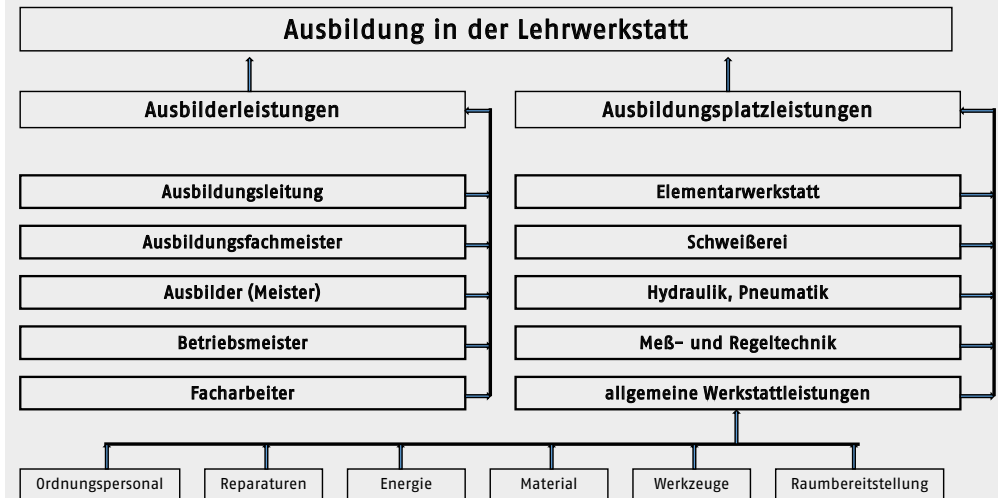 Ausbildung in der Lehrwerkstatt
Ausbilderleistungen
Ausbildungsplatzleistungen
Ausbildungsleitung
Elementarwerkstatt
Ausbildungsfachmeister
Schweißerei
Ausbilder (Meister)
Hydraulik, Pneumatik
Betriebsmeister
Meß- und Regeltechnik
Facharbeiter
allgemeine Werkstattleistungen
Ordnungspersonal
Reparaturen
Energie
Material
Werkzeuge
Raumbereitstellung